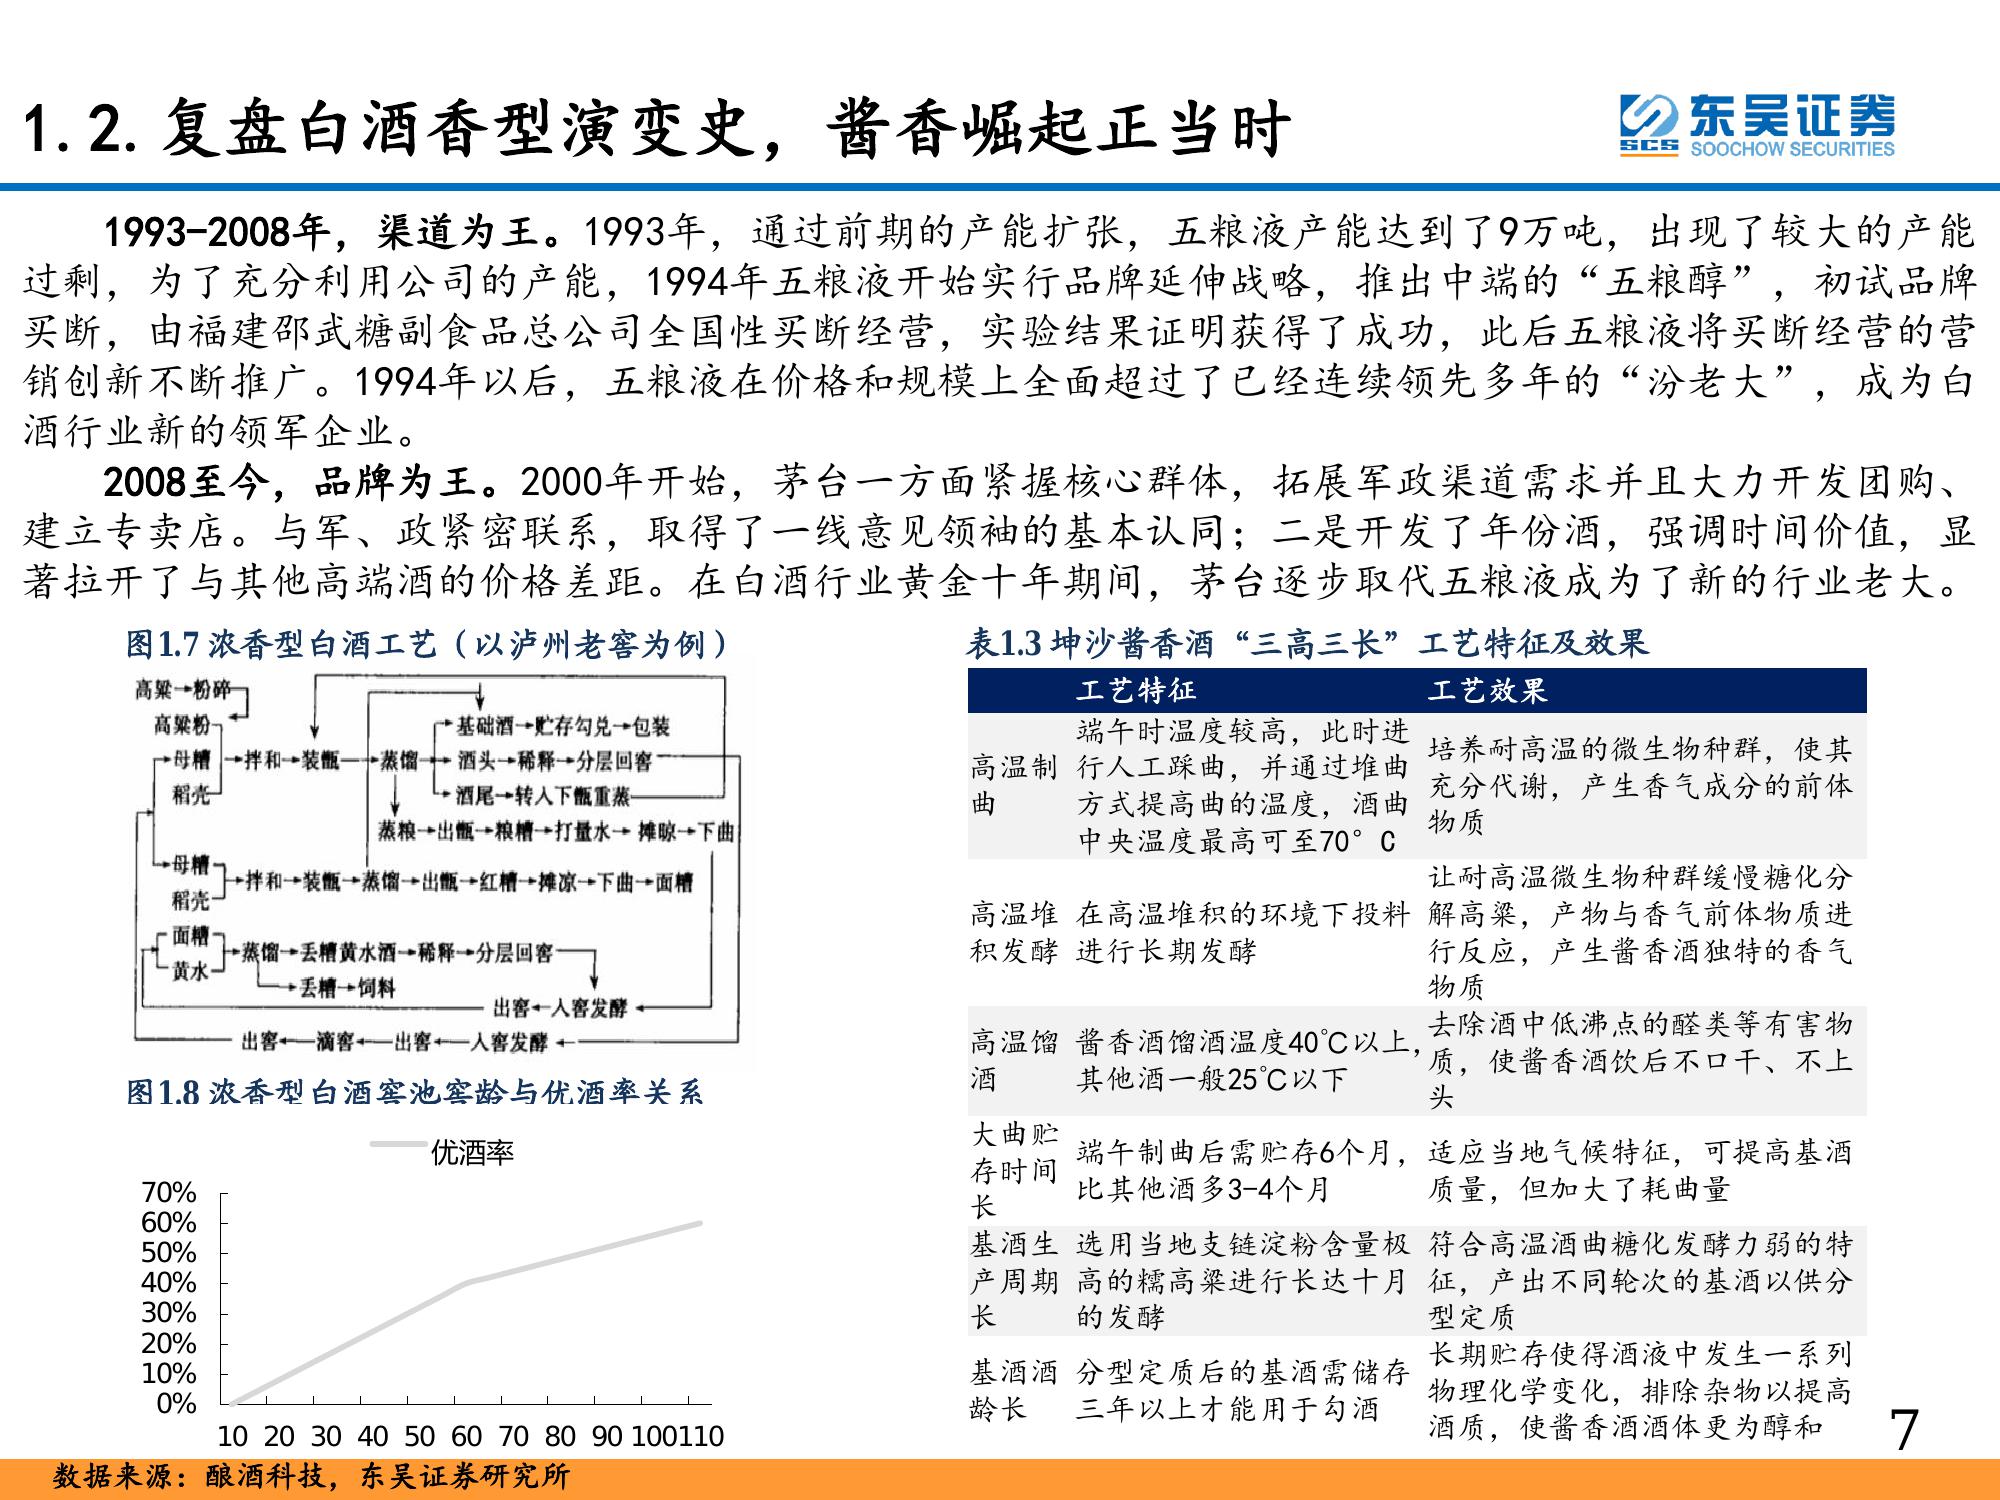 1.2.复盘白酒香型演变史，酱香崛起正当时
东吴证券
SCS SOOCHOW SECURITIES
1993-2008年，渠道为王。1993年，通过前期的产能扩张，五粮液产能达到了9万吨，出现了较大的产能
过剩，为了充分利用公司的产能，1994年五粮液开始实行品牌延伸战略，推出中端的“五粮醇”，初试品牌
买断，由福建邵武糖副食品总公司全国性买断经营，实验结果证明获得了成功，此后五粮液将买断经营的营
销创新不断推广。1994年以后，五粮液在价格和规模上全面超过了已经连续领先多年的“汾老大”，成为白
酒行业新的领军企业。
2008至今，品牌为王。2000年开始，茅台一方面紧握核心群体，拓展军政渠道需求并且大力开发团购、
建立专卖店。与军、政紧密联系，取得了一线意见领袖的基本认同；二是开发了年份酒，强调时间价值，显
著拉开了与其他高端酒的价格差距。在白酒行业黄金十年期间，茅台逐步取代五粮液成为了新的行业老大。
图1.7 浓香型白酒工艺（以泸州老窖为例）
高粱→粉碎
高粱粉
基础酒→贮存勾兑→包装
母糟→拌和→装甑→蒸馏→酒头→稀释→分层回窖
稻壳
酒尾→转入下甑重蒸
蒸粮→出甑→粮糟→打量水→摊晾→下曲
母糟
拌和→装甑→蒸馏→出甑→红糟→摊凉→下曲→面糟
稻壳
面糟
蒸馏→丢糟黄水酒→稀释→分层回窖
黄水
丢糟→饲料
出窖←入窖发酵←
出窖←滴窖←出窖←入窖发酵←
图1.8 浓香型白酒窖池窖龄与优酒率关系
优酒率
70%
60%
50%
40%
30%
20%
10%
0%
10 20 30 40 50 60 70 80 90 100110
表1.3 坤沙酱香酒“三高三长”工艺特征及效果
工艺特征 工艺效果
高温制
曲
端午时温度较高，此时进
行人工踩曲，并通过堆曲
方式提高曲的温度，酒曲
中央温度最高可至70°C
培养耐高温的微生物种群，使其
充分代谢，产生香气成分的前体
物质
高温堆
积发酵
在高温堆积的环境下投料
进行长期发酵
让耐高温微生物种群缓慢糖化分
解高粱，产物与香气前体物质进
行反应，产生酱香酒独特的香气
物质
高温馏
酒
酱香酒馏酒温度40℃以上，
其他酒一般25℃以下
去除酒中低沸点的醛类等有害物
质，使酱香酒饮后不口干、不上
头
大曲贮
存时间
长
端午制曲后需贮存6个月，
比其他酒多3-4个月
适应当地气候特征，可提高基酒
质量，但加大了耗曲量
基酒生
产周期
长
选用当地支链淀粉含量极
高的糯高粱进行长达十月
的发酵
符合高温酒曲糖化发酵力弱的特
征，产出不同轮次的基酒以供分
型定质
基酒酒
龄长
分型定质后的基酒需储存
三年以上才能用于勾酒
长期贮存使得酒液中发生一系列
物理化学变化，排除杂物以提高
酒质，使酱香酒酒体更为醇和
7
数据来源：酿酒科技，东吴证券研究所